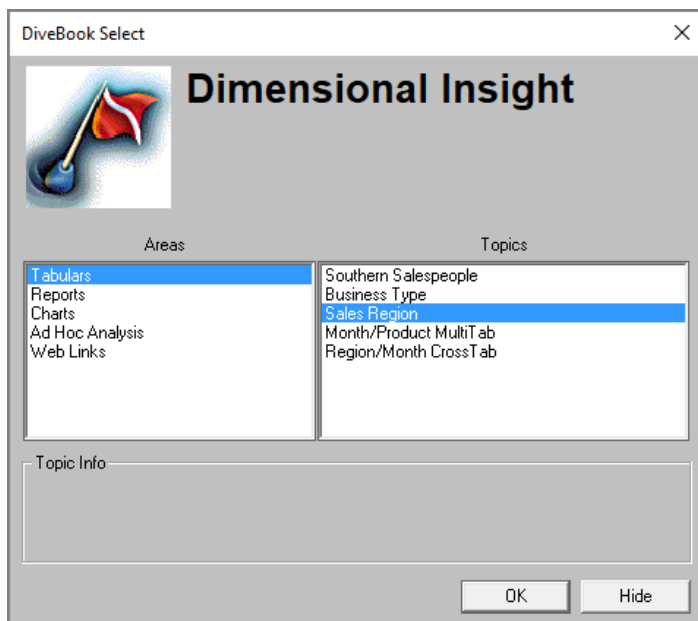 DiveBook Select
Dimensional Insight
Areas
Topics
Tabulars
Reports
Charts
Ad Hoc Analysis
Web Links
Southern Salespeople
Business Type
Sales Region
Month/Product MultiTab
Region/Month CrossTab
Topic Info
OK
Hide